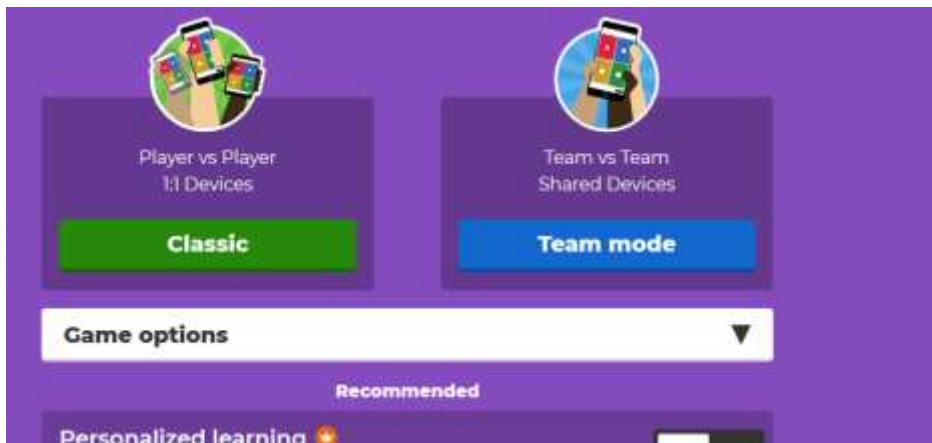 Player vs Player
1:1 Devices
Classic
Team vs Team
Shared Devices
Team mode
Game options
Recommended
Personalized learning